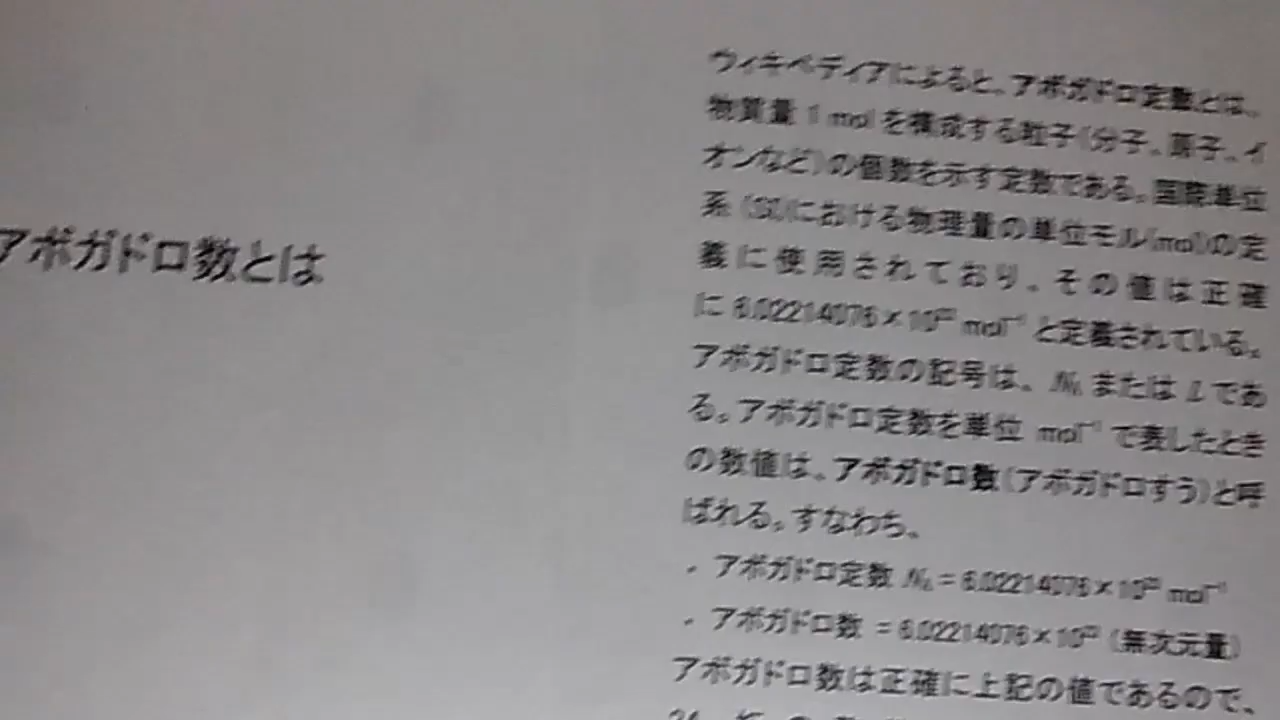 アボガドロ数とは
ウィキペディアによると、アボガドロ定数とは、
物質量 1 mol を構成する粒子(分子、原子、イ
オンなど)の個数を示す定数である。国際単位
系 (SI)における物理量の単位モル(mol)の定
義に使用されており、その値は正確
に 6.02214076×10²³ mol⁻¹ と定義されている。
アボガドロ定数の記号は、 Nₐ または L であ
る。アボガドロ定数を単位 mol⁻¹ で表したとき
の数値は、アボガドロ数(アボガドロすう)と呼
ばれる。すなわち、
・アボガドロ定数 Nₐ = 6.02214076×10²³ mol⁻¹
・アボガドロ数 = 6.02214076×10²³ (無次元量)
アボガドロ数は正確に上記の値であるので、